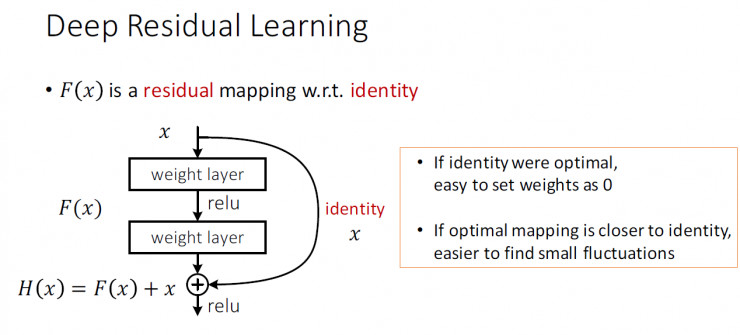 Deep Residual Learning
• F(x) is a residual mapping w.r.t. identity
x
weight layer
relu
F(x)
weight layer
identity
x
H(x) = F(x) + x
relu
• If identity were optimal,
easy to set weights as 0
• If optimal mapping is closer to identity,
easier to find small fluctuations